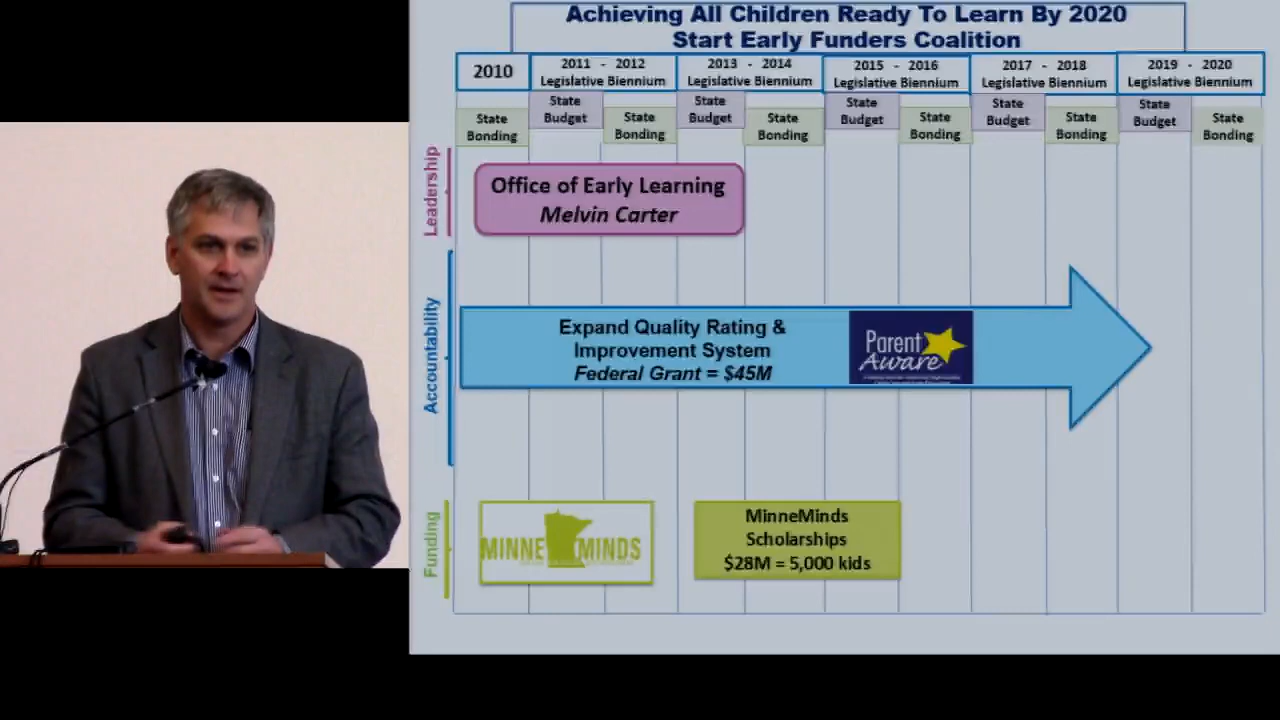 Achieving All Children Ready To Learn By 2020
Start Early Funders Coalition
2010
2011 - 2012
Legislative Biennium
2013 - 2014
Legislative Biennium
2015 - 2016
Legislative Biennium
2017 - 2018
Legislative Biennium
2019 - 2020
Legislative Biennium
State
Bonding
State
Budget
State
Bonding
State
Budget
State
Bonding
State
Budget
State
Bonding
State
Budget
State
Bonding
State
Budget
State
Bonding
Leadership
Office of Early Learning
Melvin Carter
Accountability
Expand Quality Rating &
Improvement System
Federal Grant = $45M
Parent
Aware
Funding
MINNE MINDS
MinneMinds
Scholarships
$28M = 5,000 kids